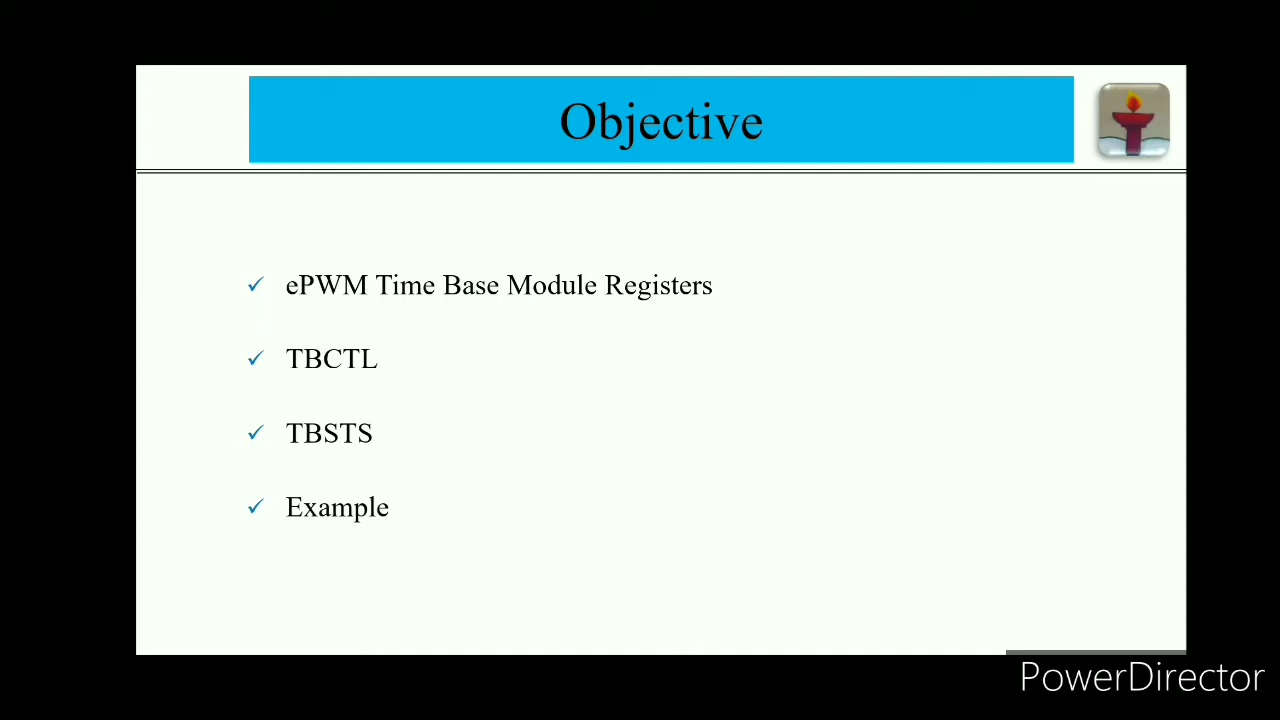 Objective
✓ ePWM Time Base Module Registers
✓ TBCTL
✓ TBSTS
✓ Example
PowerDirector